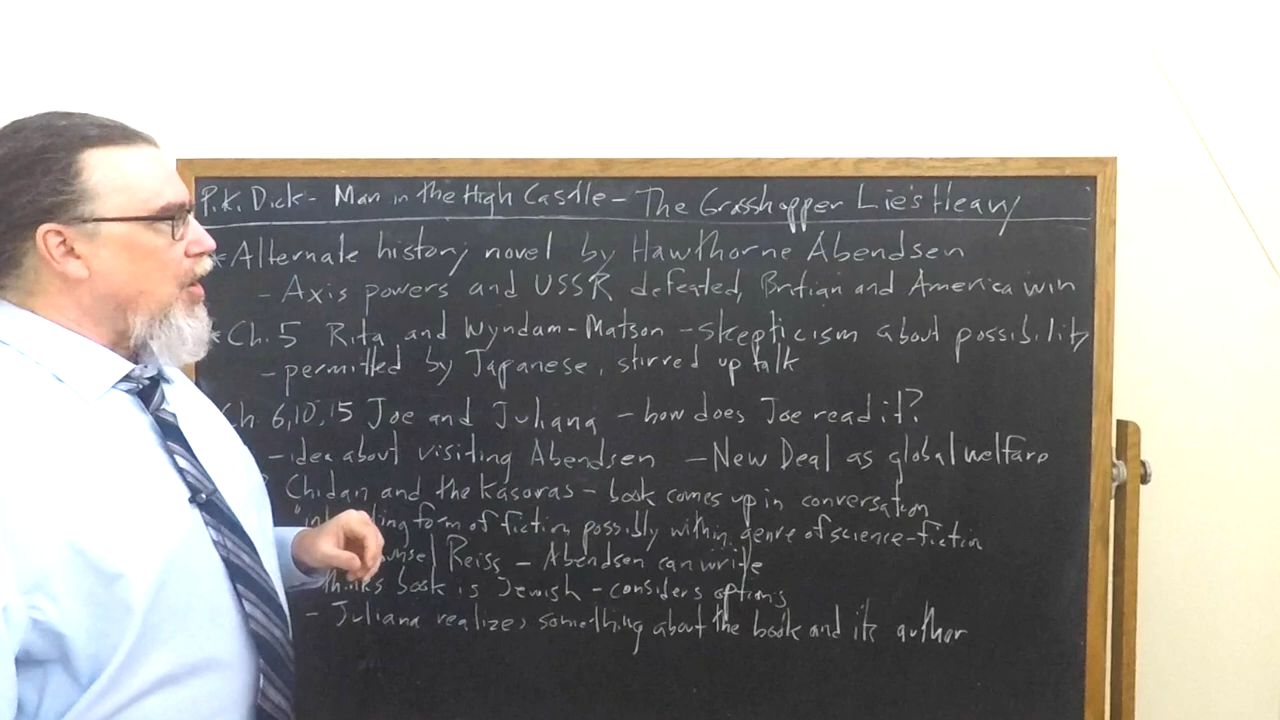 P.K. Dick - Man in the High Castle - The Grasshopper Lie's Heavy
* Alternate history novel by Hawthorne Abendsen
- Axis powers and USSR defeated, Britian and America win
* Ch. 5 Rita and Wyndam-Matson - skepticism about possibility
- permitted by Japanese, stirred up talk
Ch. 6, 10, 15 Joe and Juliana - how does Joe read it?
- idea about visiting Abendsen - New Deal as global welfare
Chidan and the Kasoras - book comes up in conversation
form of fiction possibly within genre of science-fiction
Reiss - Abendsen can write
thinks book is Jewish - considers options
- Juliana realizes something about the book and its author